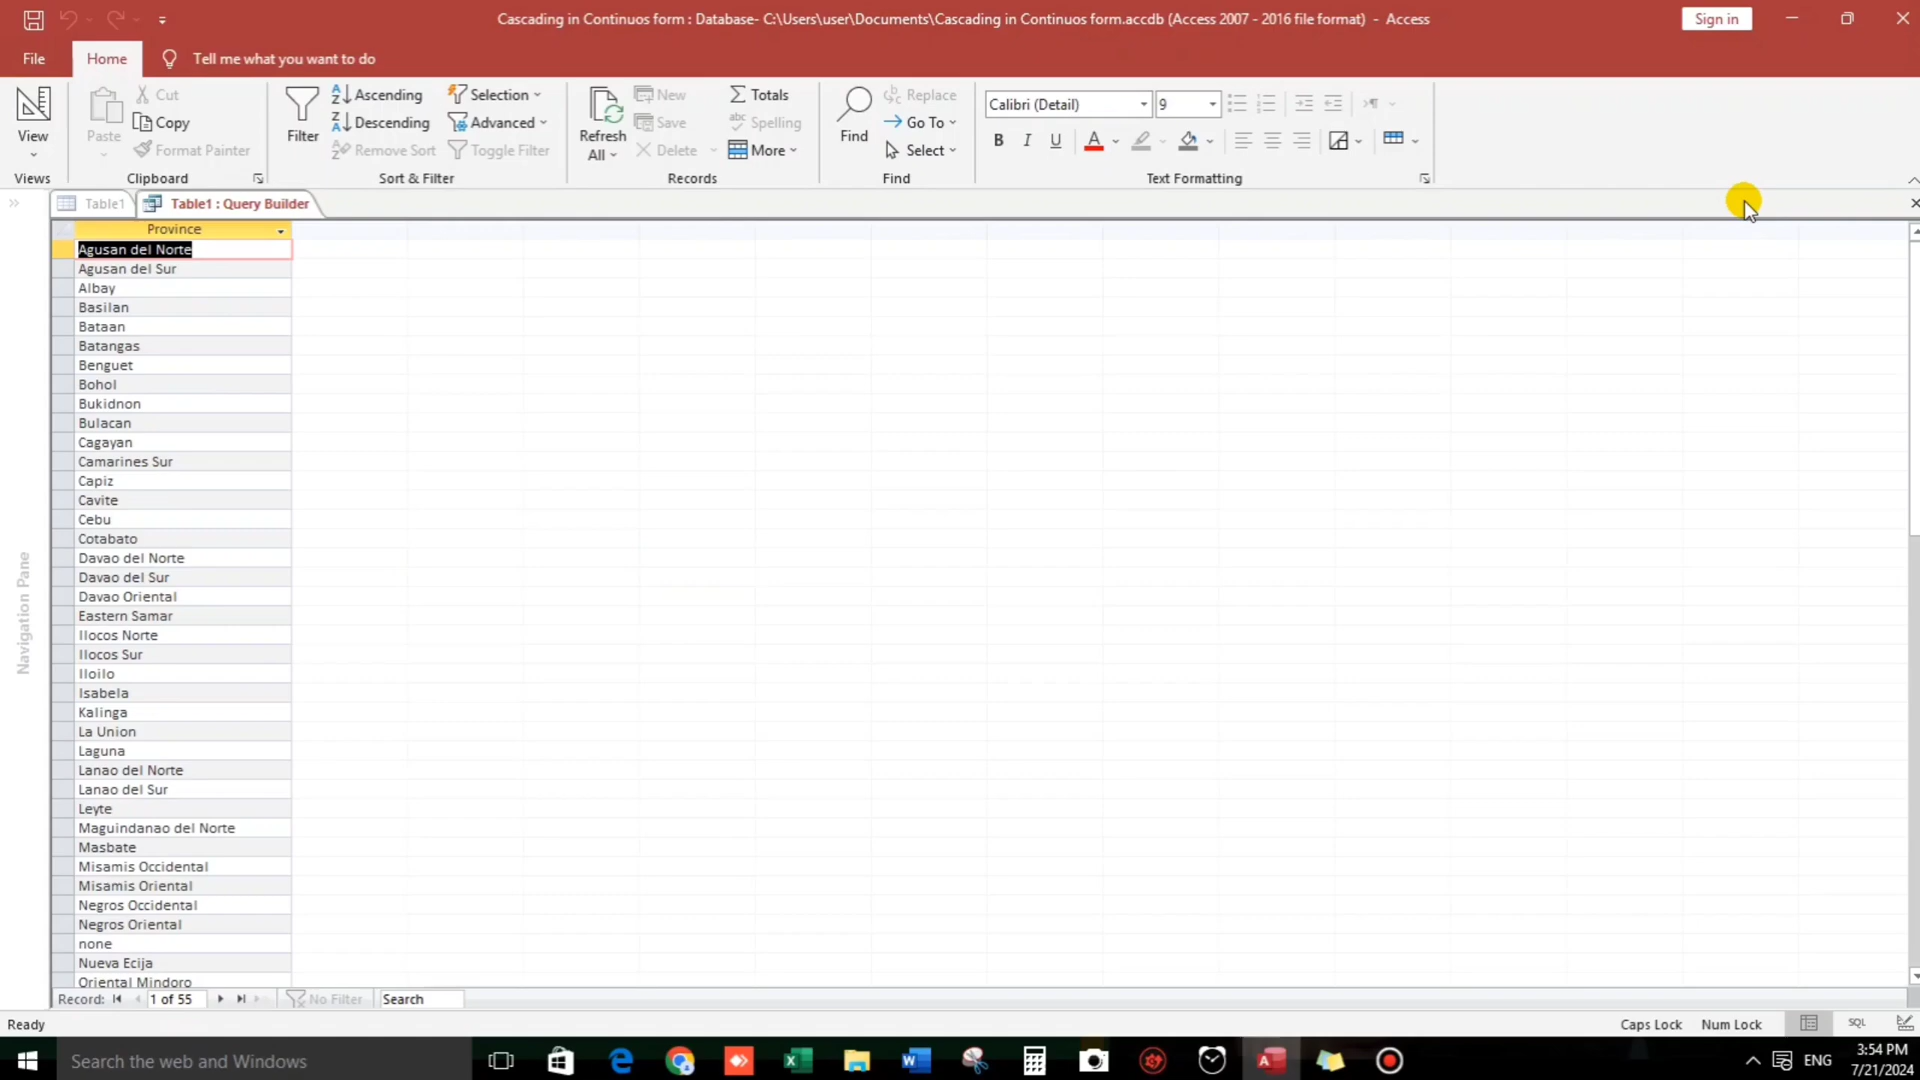 Cascading in Continuos form : Database- C:\Users\user\Documents\Cascading in Continuos form.accdb (Access 2007 - 2016 file format) - Access
Sign in
File
Home
Tell me what you want to do
View
Views
Paste
Cut
Copy
Format Painter
Clipboard
Filter
Ascending
Descending
Remove Sort
Selection
Advanced
Toggle Filter
Sort & Filter
Refresh All
New
Save
Delete
Totals
Spelling
More
Records
Find
Replace
Go To
Select
Find
Calibri (Detail)
9
B I U
Text Formatting
Table1
Table1 : Query Builder
Navigation Pane
Province
Agusan del Norte
Agusan del Sur
Albay
Basilan
Bataan
Batangas
Benguet
Bohol
Bukidnon
Bulacan
Cagayan
Camarines Sur
Capiz
Cavite
Cebu
Cotabato
Davao del Norte
Davao del Sur
Davao Oriental
Eastern Samar
Ilocos Norte
Ilocos Sur
Iloilo
Isabela
Kalinga
La Union
Laguna
Lanao del Norte
Lanao del Sur
Leyte
Maguindanao del Norte
Masbate
Misamis Occidental
Misamis Oriental
Negros Occidental
Negros Oriental
none
Nueva Ecija
Oriental Mindoro
Record: 1 of 55 No Filter Search
Ready
Caps Lock Num Lock SQL
Search the web and Windows
ENG
3:54 PM
7/21/2024